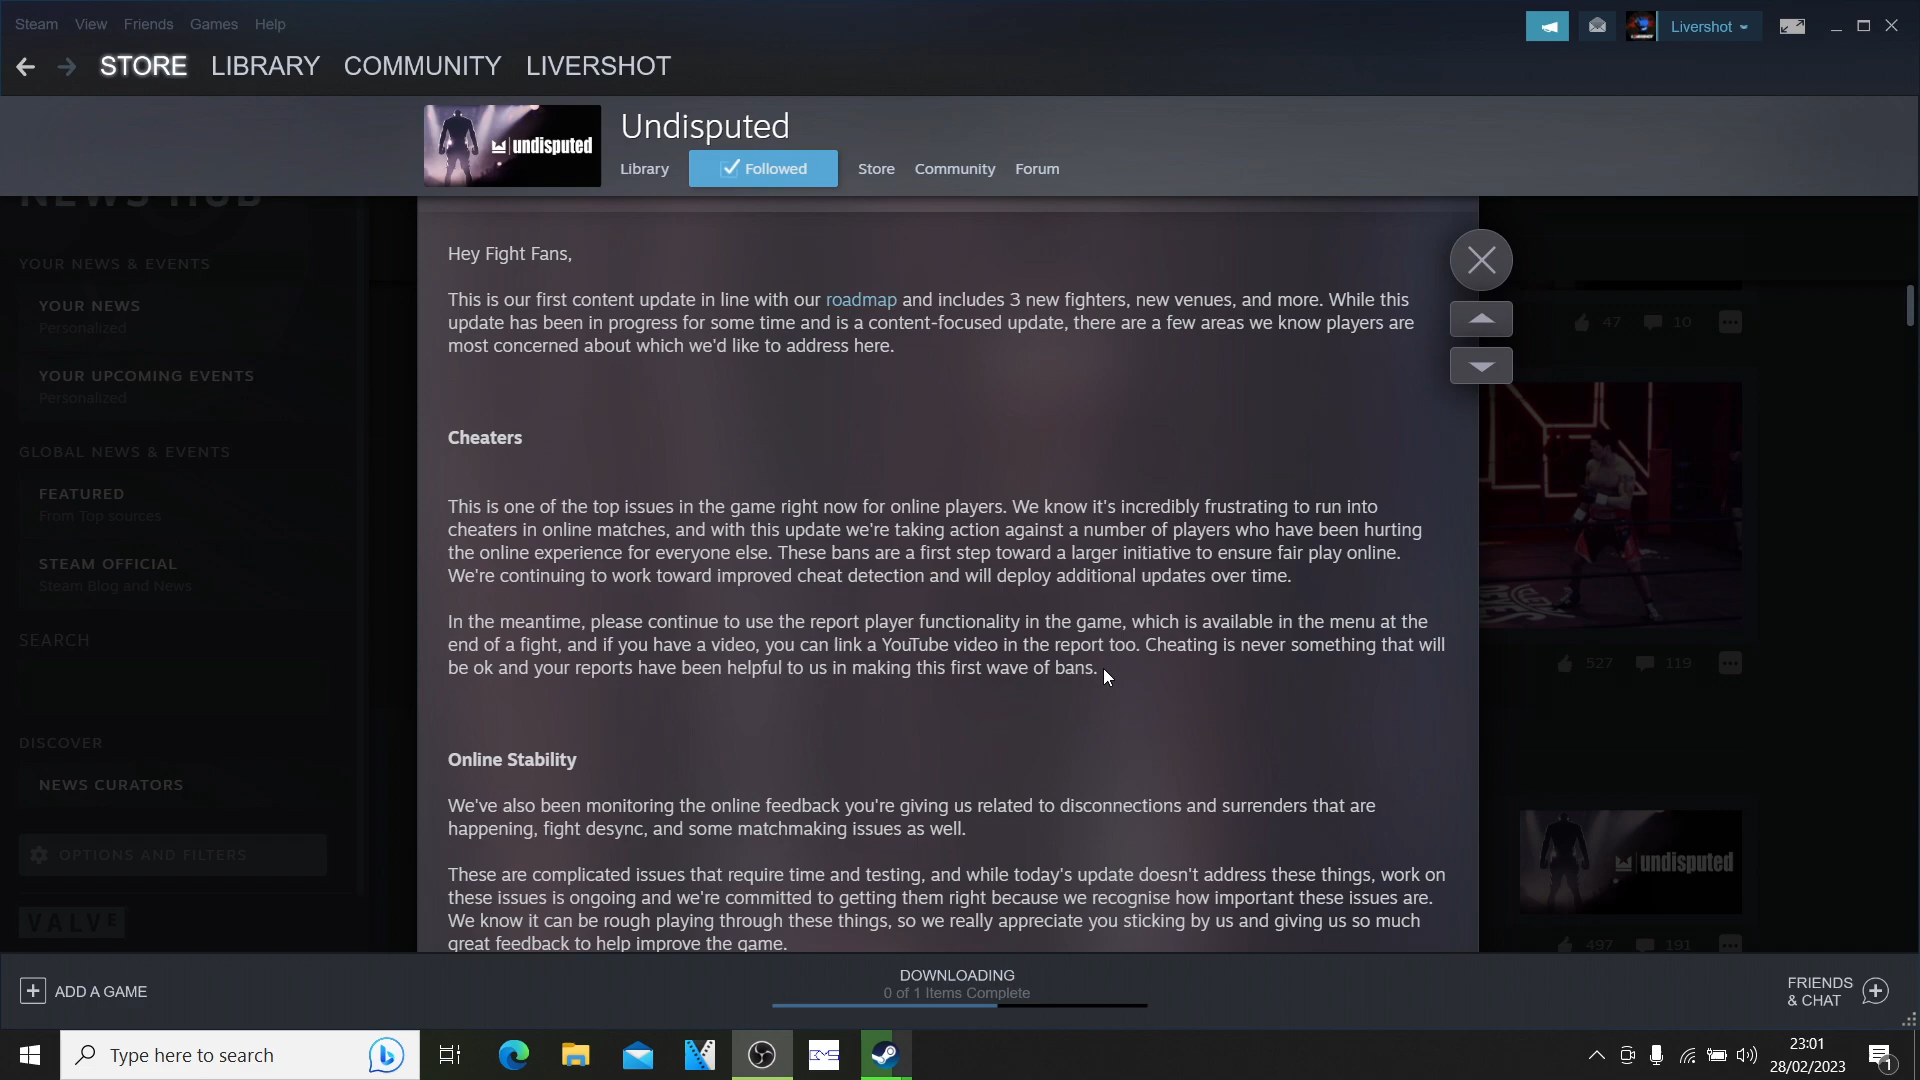 Steam View Friends Games Help
Livershot
STORE LIBRARY COMMUNITY LIVERSHOT
undisputed
Undisputed
Library Followed Store Community Forum
NEWS HUB
YOUR NEWS & EVENTS
YOUR NEWS
Personalized
YOUR UPCOMING EVENTS
Personalized
GLOBAL NEWS & EVENTS
FEATURED
From Top sources
STEAM OFFICIAL
Steam Blog and News
SEARCH
DISCOVER
NEWS CURATORS
OPTIONS AND FILTERS
VALVE
Hey Fight Fans,
This is our first content update in line with our roadmap and includes 3 new fighters, new venues, and more. While this
update has been in progress for some time and is a content-focused update, there are a few areas we know players are
most concerned about which we'd like to address here.
Cheaters
This is one of the top issues in the game right now for online players. We know it's incredibly frustrating to run into
cheaters in online matches, and with this update we're taking action against a number of players who have been hurting
the online experience for everyone else. These bans are a first step toward a larger initiative to ensure fair play online.
We're continuing to work toward improved cheat detection and will deploy additional updates over time.
In the meantime, please continue to use the report player functionality in the game, which is available in the menu at the
end of a fight, and if you have a video, you can link a YouTube video in the report too. Cheating is never something that will
be ok and your reports have been helpful to us in making this first wave of bans.
Online Stability
We've also been monitoring the online feedback you're giving us related to disconnections and surrenders that are
happening, fight desync, and some matchmaking issues as well.
These are complicated issues that require time and testing, and while today's update doesn't address these things, work on
these issues is ongoing and we're committed to getting them right because we recognise how important these issues are.
We know it can be rough playing through these things, so we really appreciate you sticking by us and giving us so much
great feedback to help improve the game.
47 10
527 119
undisputed
497 191
ADD A GAME
DOWNLOADING
0 of 1 Items Complete
FRIENDS
& CHAT
Type here to search
23:01
28/02/2023
1